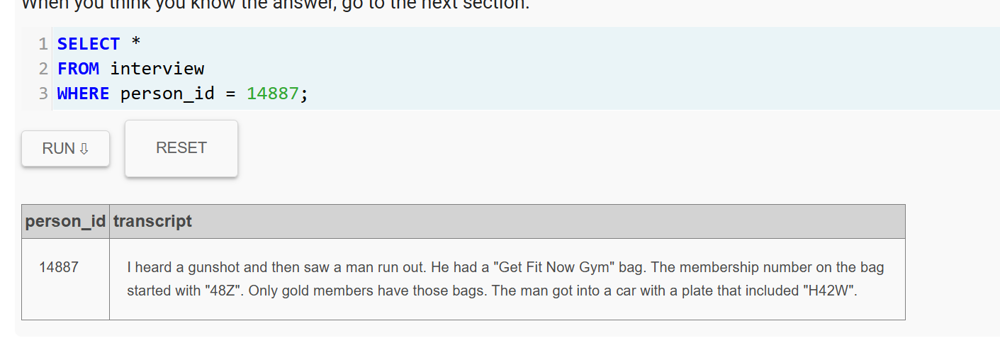 When you think you know the answer, go to the next section.
1 SELECT *
2 FROM interview
3 WHERE person_id = 14887;
RUN ⇩
RESET
person_id transcript
14887 I heard a gunshot and then saw a man run out. He had a "Get Fit Now Gym" bag. The membership number on the bag
started with "48Z". Only gold members have those bags. The man got into a car with a plate that included "H42W".